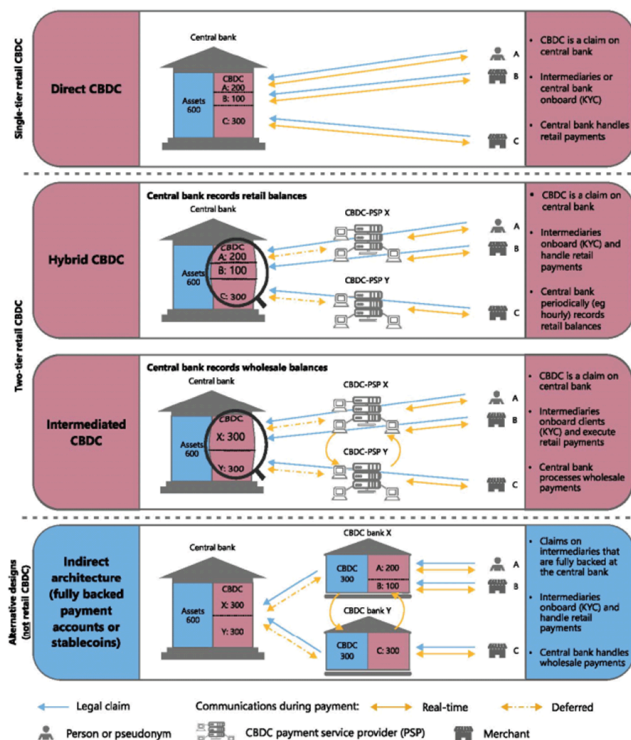 Single-tier retail CBDC
Direct CBDC
Central bank
Assets
600
CBDC
A: 200
B: 100
C: 300
A
B
C
• CBDC is a claim on
central bank
• Intermediaries or
central bank
onboard (KYC)
• Central bank handles
retail payments
Two-tier retail CBDC
Hybrid CBDC
Central bank records retail balances
Central bank
Assets
600
CBDC
A: 200
B: 100
C: 300
CBDC-PSP X
CBDC-PSP Y
A
B
C
• CBDC is a claim on
central bank
• Intermediaries
onboard (KYC) and
handle retail
payments
• Central bank
periodically (eg
hourly) records
retail balances
Intermediated
CBDC
Central bank records wholesale balances
Central bank
Assets
600
CBDC
X: 300
Y: 300
CBDC-PSP X
CBDC-PSP Y
A
B
C
• CBDC is a claim on
central bank
• Intermediaries
onboard clients
(KYC) and execute
retail payments
• Central bank
processes wholesale
payments
Alternative designs
(not retail CBDC)
Indirect
architecture
(fully backed
payment
accounts or
stablecoins)
Central bank
Assets
600
CBDC
X: 300
Y: 300
CBDC bank X
CBDC
300
A: 200
B: 100
CBDC bank Y
CBDC
300
C: 300
A
B
C
• Claims on
intermediaries that
are fully backed at
the central bank
• Intermediaries
onboard (KYC) and
handle retail
payments
• Central bank handles
wholesale payments
Legal claim
Communications during payment:
Real-time
Deferred
Person or pseudonym
CBDC payment service provider (PSP)
Merchant